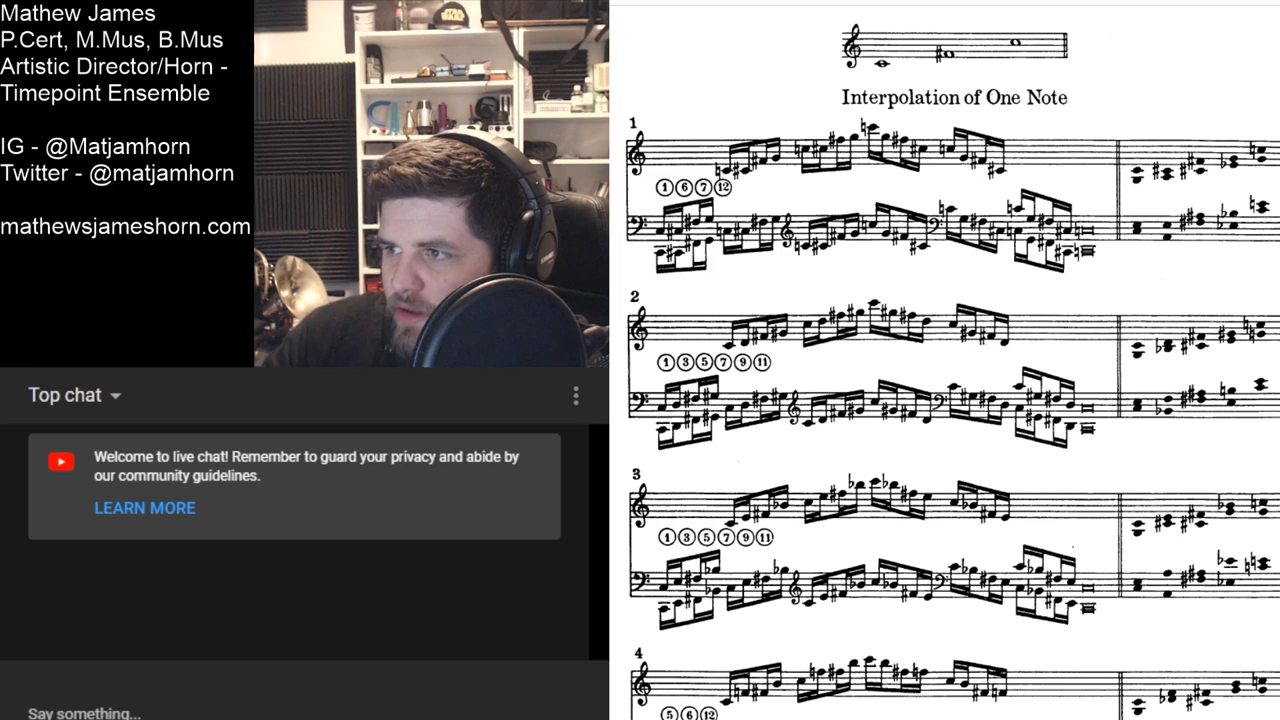 Mathew James
P.Cert, M.Mus, B.Mus
Artistic Director/Horn -
Timepoint Ensemble
IG - @Matjamhorn
Twitter - @matjamhorn
mathewsjameshorn.com
Top chat
Welcome to live chat! Remember to guard your privacy and abide by
our community guidelines.
LEARN MORE
Say something...
Interpolation of One Note
1
① ⑥ ⑦ ⑫
2
① ③ ⑤ ⑦ ⑨ ⑪
3
① ③ ⑤ ⑦ ⑨ ⑪
4
⑤ ⑥ ⑫